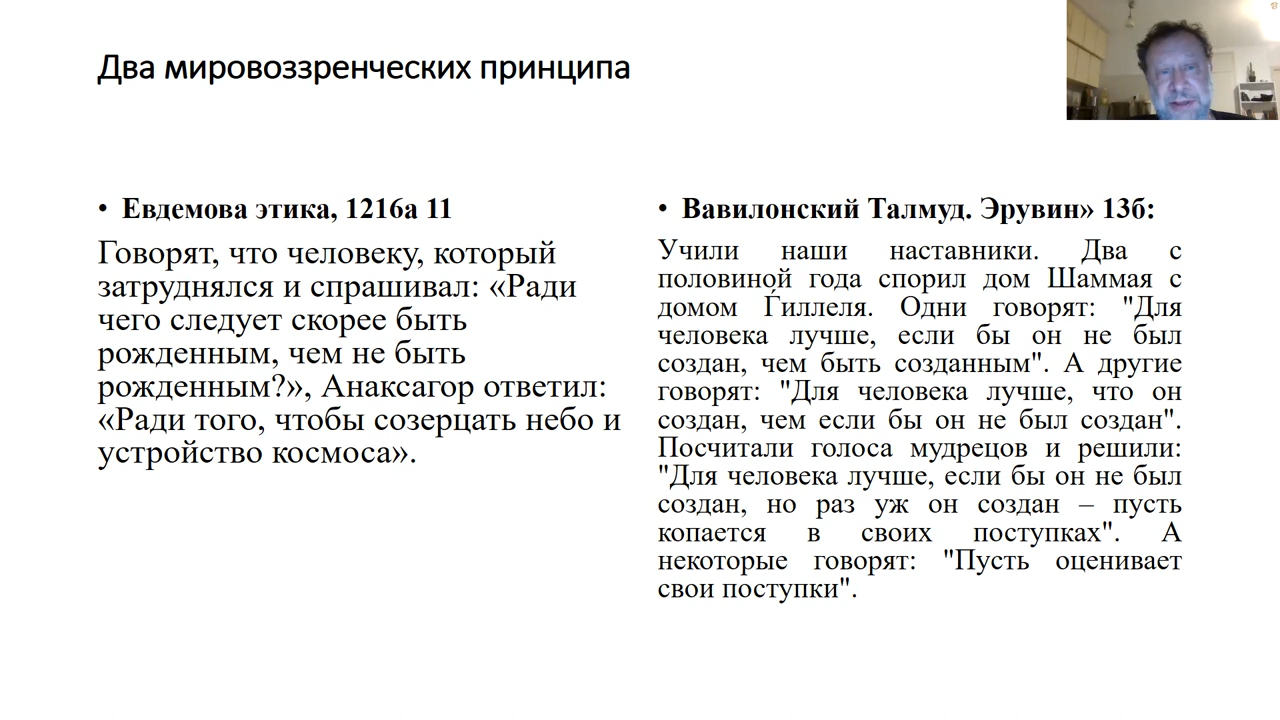 Два мировоззренческих принципа
• Евдемова этика, 1216a 11
Говорят, что человеку, который
затруднялся и спрашивал: «Ради
чего следует скорее быть
рожденным, чем не быть
рожденным?», Анаксагор ответил:
«Ради того, чтобы созерцать небо и
устройство космоса».
• Вавилонский Талмуд. Эрувин» 13б:
Учили наши наставники. Два с
половиной года спорил дом Шаммая с
домом Ѓиллеля. Одни говорят: "Для
человека лучше, если бы он не был
создан, чем быть созданным". А другие
говорят: "Для человека лучше, что он
создан, чем если бы он не был создан".
Посчитали голоса мудрецов и решили:
"Для человека лучше, если бы он не был
создан, но раз уж он создан – пусть
копается в своих поступках". А
некоторые говорят: "Пусть оценивает
свои поступки".